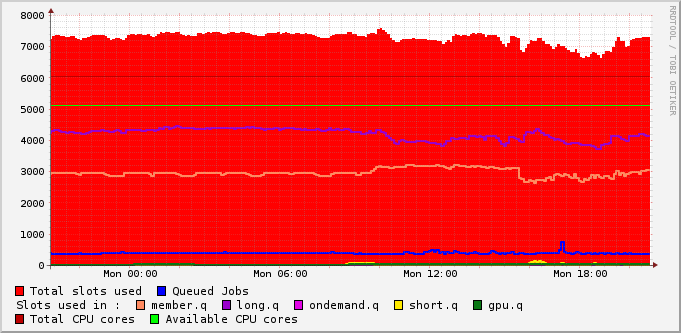 8000
7000
6000
5000
4000
3000
2000
1000
0
Mon 00:00 Mon 06:00 Mon 12:00 Mon 18:00
RRDTOOL / TOBI OETIKER
Total slots used Queued Jobs
Slots used in : member.q long.q ondemand.q short.q gpu.q
Total CPU cores Available CPU cores